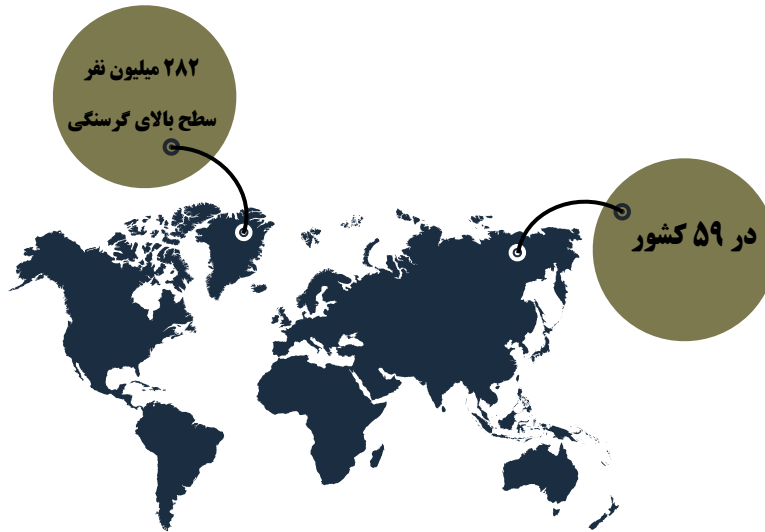 ۲۸۲ میلیون نفر
سطح بالای گرسنگی
در ۵۹ کشور